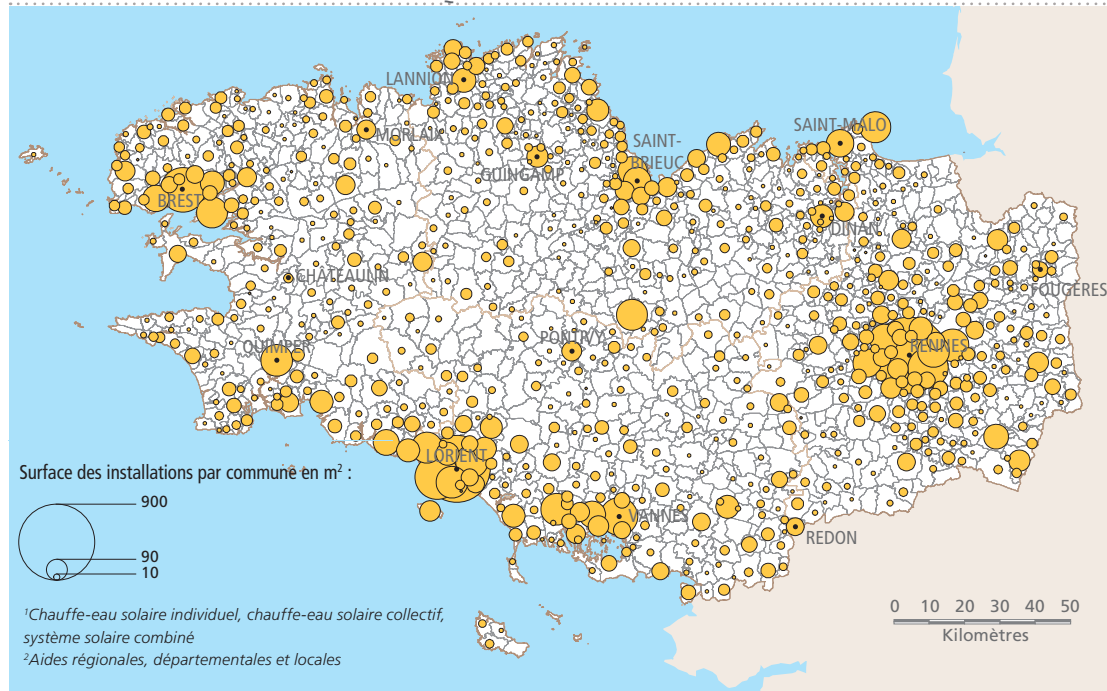 LANNION
MORLAIX
SAINT-MALO
SAINT-
BRIEUC
GUINGAMP
BREST
DINAN
CHÂTEAULIN
FOUGÈRES
QUIMPER
PONTIVY
RENNES
LORIENT
VANNES
REDON
Surface des installations par commune en m² :
900
90
10
¹Chauffe-eau solaire individuel, chauffe-eau solaire collectif,
système solaire combiné
²Aides régionales, départementales et locales
0 10 20 30 40 50
Kilomètres